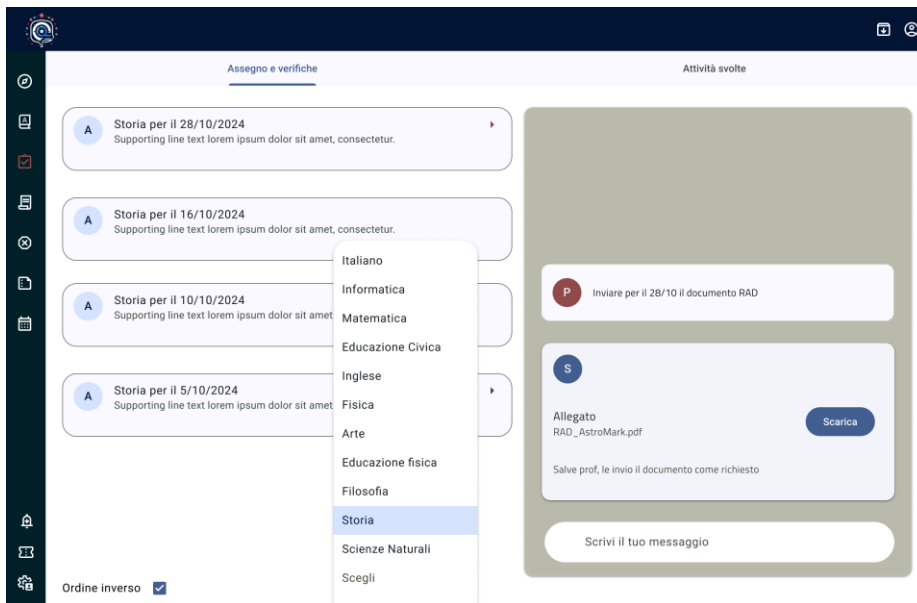 Assegno e verifiche
Attività svolte
A
Storia per il 28/10/2024
Supporting line text lorem ipsum dolor sit amet, consectetur.
A
Storia per il 16/10/2024
Supporting line text lorem ipsum dolor sit amet, consectetur.
A
Storia per il 10/10/2024
Supporting line text lorem ipsum dolor sit amet
A
Storia per il 5/10/2024
Supporting line text lorem ipsum dolor sit amet
Italiano
Informatica
Matematica
Educazione Civica
Inglese
Fisica
Arte
Educazione fisica
Filosofia
Storia
Scienze Naturali
Scegli
Ordine inverso
P
Inviare per il 28/10 il documento RAD
S
Allegato
RAD_AstroMark.pdf
Scarica
Salve prof, le invio il documento come richiesto
Scrivi il tuo messaggio